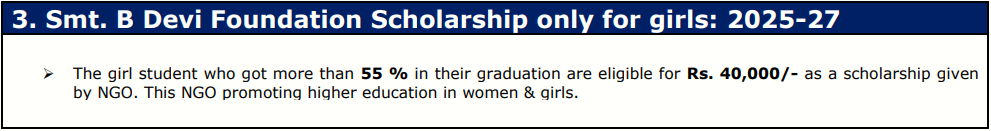 3. Smt. B Devi Foundation Scholarship only for girls: 2025-27
➢ The girl student who got more than 55 % in their graduation are eligible for Rs. 40,000/- as a scholarship given
by NGO. This NGO promoting higher education in women & girls.